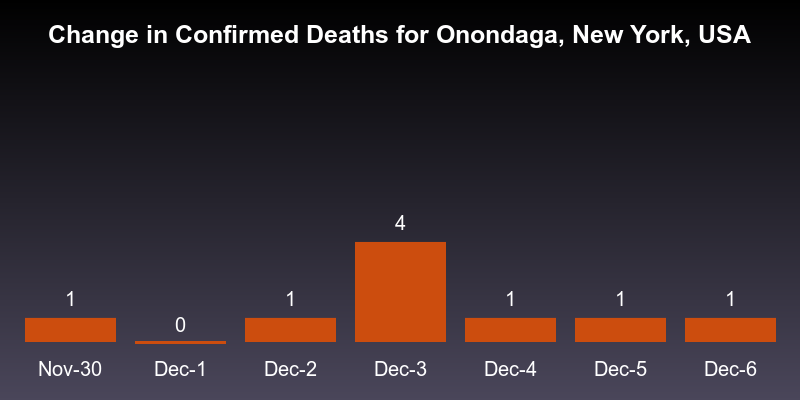 Change in Confirmed Deaths for Onondaga, New York, USA
4
1 0 1 1 1 1
Nov-30 Dec-1 Dec-2 Dec-3 Dec-4 Dec-5 Dec-6